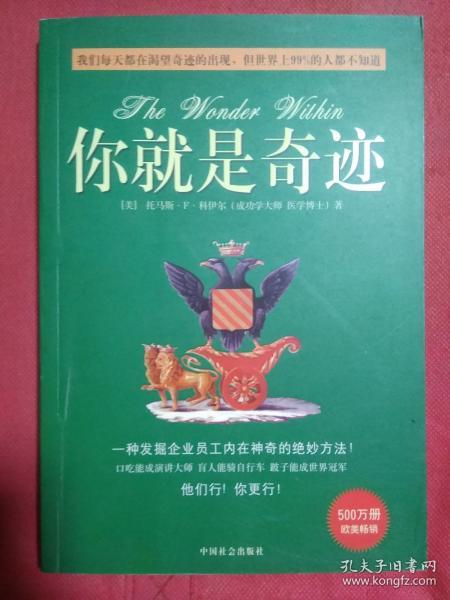 我们每天都在渴望奇迹的出现，但世界上99%的人都不知道
The Wonder Within
你就是奇迹
［美］ 托马斯·F·科伊尔（成功学大师 医学博士）著
一种发掘企业员工内在神奇的绝妙方法！
口吃能成演讲大师 盲人能骑自行车 跛子能成世界冠军
他们行！你更行！
500万册
欧美畅销
中国社会出版社
孔夫子旧书网
www.kongfz.com